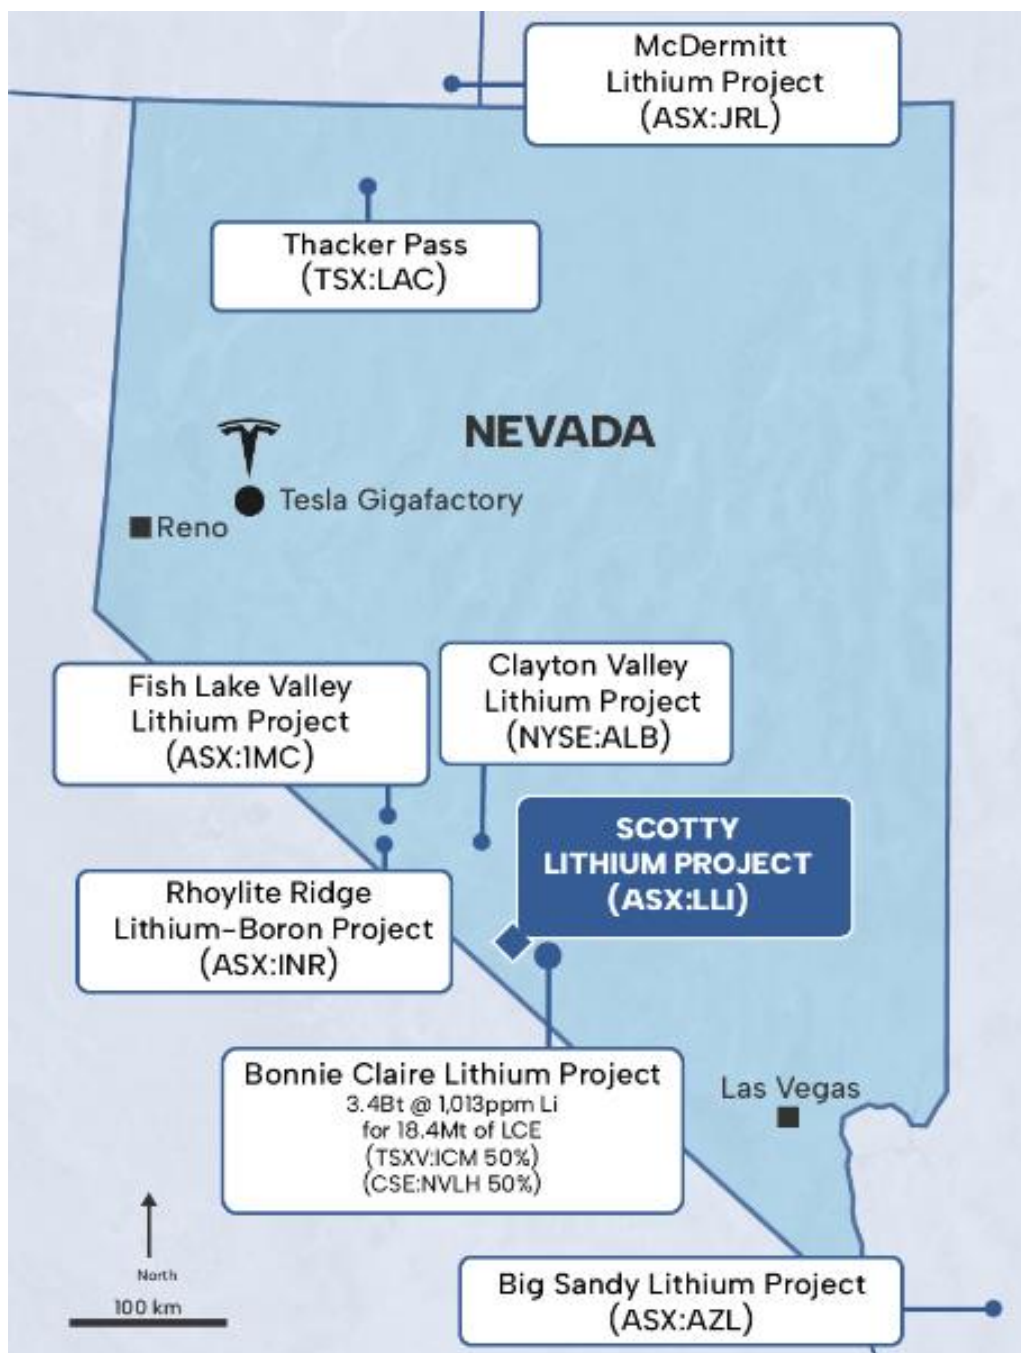 McDermitt
Lithium Project
(ASX:JRL)
Thacker Pass
(TSX:LAC)
NEVADA
Tesla Gigafactory
Reno
Clayton Valley
Lithium Project
(NYSE:ALB)
Fish Lake Valley
Lithium Project
(ASX:1MC)
SCOTTY
LITHIUM PROJECT
(ASX:LLI)
Rhoylite Ridge
Lithium-Boron Project
(ASX:INR)
Bonnie Claire Lithium Project
3.4Bt @ 1,013ppm Li
for 18.4Mt of LCE
(TSXV:ICM 50%)
(CSE:NVLH 50%)
Las Vegas
North
100 km
Big Sandy Lithium Project
(ASX:AZL)